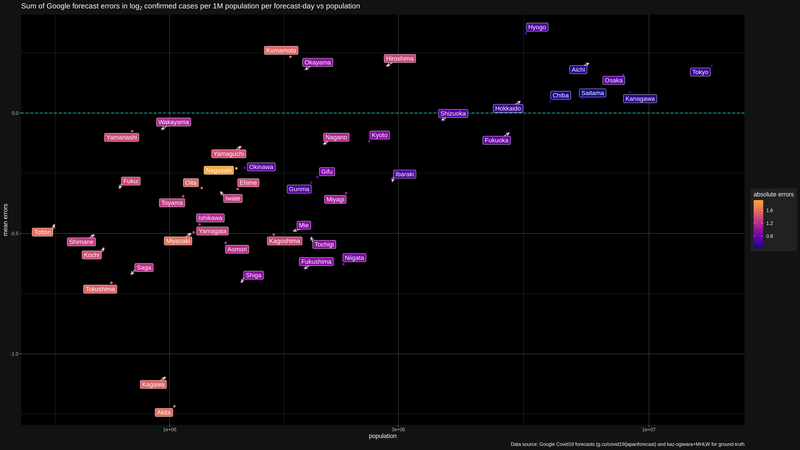 Sum of Google forecast errors in log2 confirmed cases per 1M population per forecast-day vs population
Hyogo
Kumamoto
Okayama
Hiroshima
Aichi
Tokyo
Osaka
Chiba
Saitama
Kanagawa
Hokkaido
0.0
Shizuoka
Wakayama
Yamanashi
Nagano
Kyoto
Fukuoka
Yamaguchi
Nagasaki
Okinawa
Gifu
Ibaraki
Fukui
Oita
Ehime
Gunma
Iwate
Miyagi
Toyama
absolute errors
1.6
1.2
0.8
mean errors
Ishikawa
Mie
Tottori
-0.5
Yamagata
Shimane
Miyazaki
Kagoshima
Tochigi
Kochi
Aomori
Niigata
Fukushima
Saga
Shiga
Tokushima
-1.0
Kagawa
Akita
1e+06
3e+06
1e+07
population
Data source: Google Covid19 forecasts (g.co/covid19/japanforecast) and kaz-ogiwara+MHLW for ground-truth